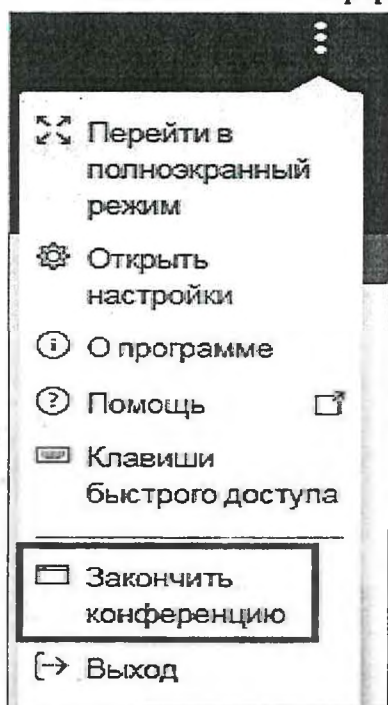 Перейти в
полноэкранный
режим
Открыть
настройки
О программе
Помощь
Клавиши
быстрого доступа
Закончить
конференцию
Выход